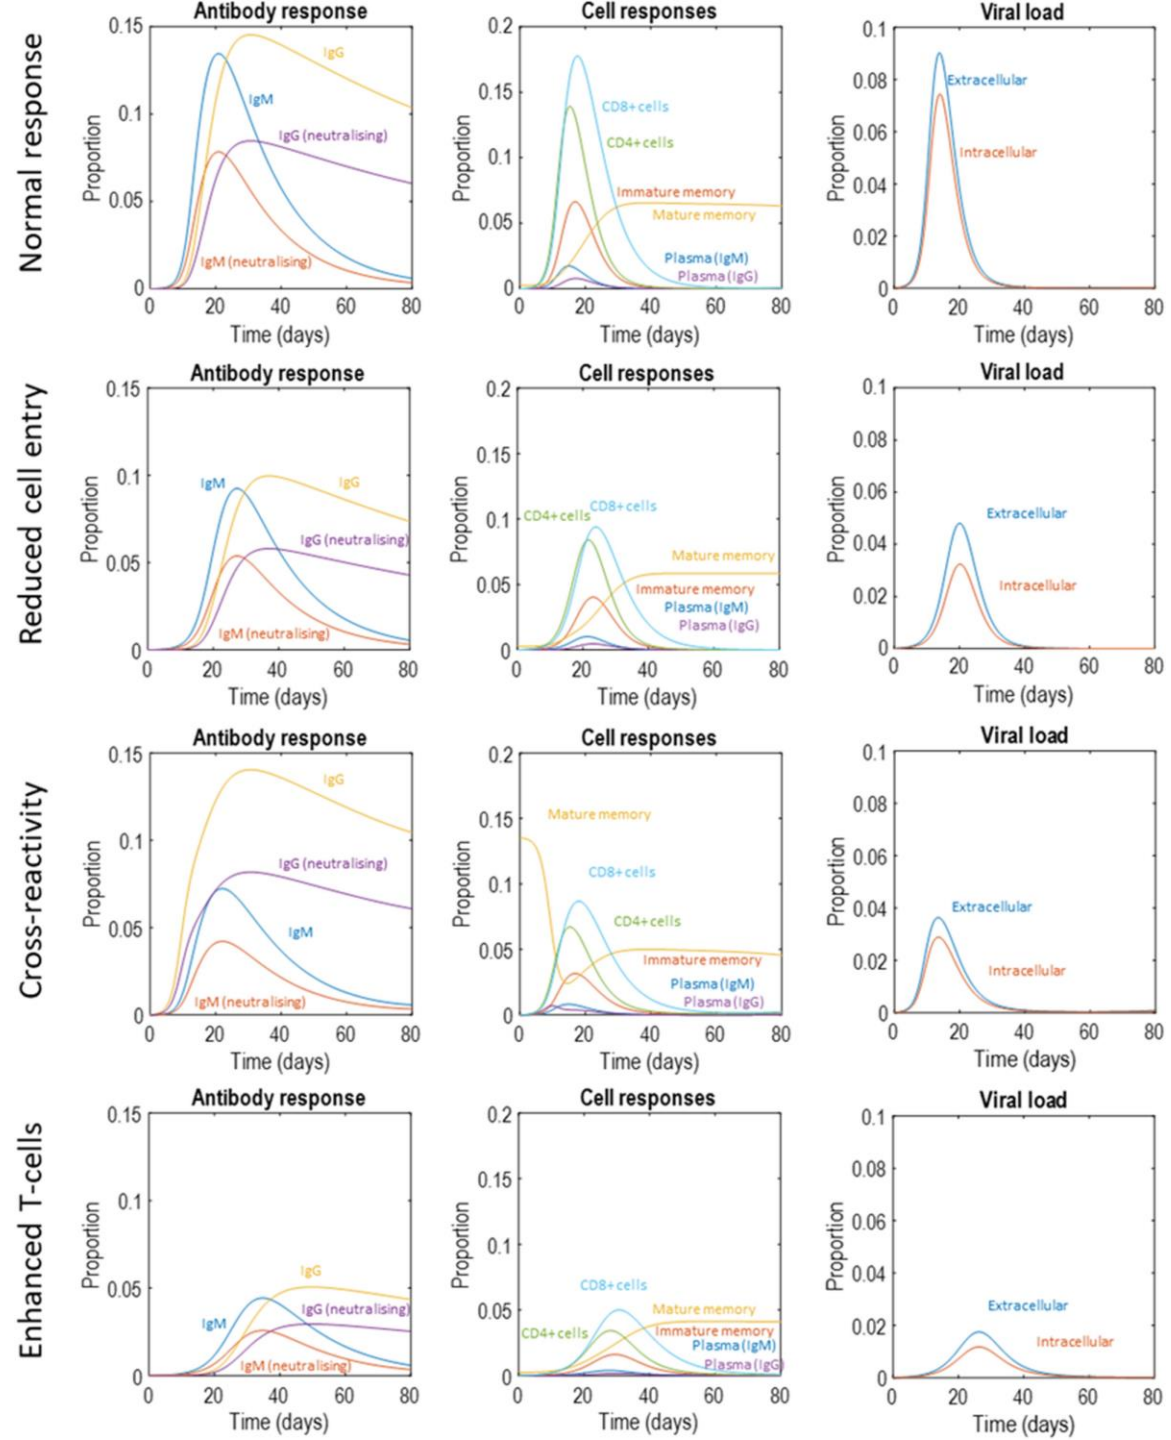 Normal response
Antibody response
Proportion
0.15
0.1
0.05
0
IgG
IgM
IgG (neutralising)
IgM (neutralising)
0 20 40 60 80
Time (days)
Cell responses
Proportion
0.2
0.15
0.1
0.05
0
CD8+ cells
CD4+ cells
Immature memory
Mature memory
Plasma (IgM)
Plasma (IgG)
0 20 40 60 80
Time (days)
Viral load
Proportion
0.1
0.08
0.06
0.04
0.02
0
Extracellular
Intracellular
0 20 40 60 80
Time (days)
Reduced cell entry
Antibody response
Proportion
0.15
0.1
0.05
0
IgM
IgG
IgG (neutralising)
IgM (neutralising)
0 20 40 60 80
Time (days)
Cell responses
Proportion
0.2
0.15
0.1
0.05
0
CD8+ cells
CD4+ cells
Mature memory
Immature memory
Plasma (IgM)
Plasma (IgG)
0 20 40 60 80
Time (days)
Viral load
Proportion
0.1
0.08
0.06
0.04
0.02
0
Extracellular
Intracellular
0 20 40 60 80
Time (days)
Cross-reactivity
Antibody response
Proportion
0.15
0.1
0.05
0
IgG
IgG (neutralising)
IgM
IgM (neutralising)
0 20 40 60 80
Time (days)
Cell responses
Proportion
0.2
0.15
0.1
0.05
0
Mature memory
CD8+ cells
CD4+ cells
Immature memory
Plasma (IgM)
Plasma (IgG)
0 20 40 60 80
Time (days)
Viral load
Proportion
0.1
0.08
0.06
0.04
0.02
0
Extracellular
Intracellular
0 20 40 60 80
Time (days)
Enhanced T-cells
Antibody response
Proportion
0.15
0.1
0.05
0
IgG
IgG (neutralising)
IgM
IgM (neutralising)
0 20 40 60 80
Time (days)
Cell responses
Proportion
0.2
0.15
0.1
0.05
0
CD8+ cells
Mature memory
CD4+ cells
Immature memory
Plasma (IgM)
Plasma (IgG)
0 20 40 60 80
Time (days)
Viral load
Proportion
0.1
0.08
0.06
0.04
0.02
0
Extracellular
Intracellular
0 20 40 60 80
Time (days)